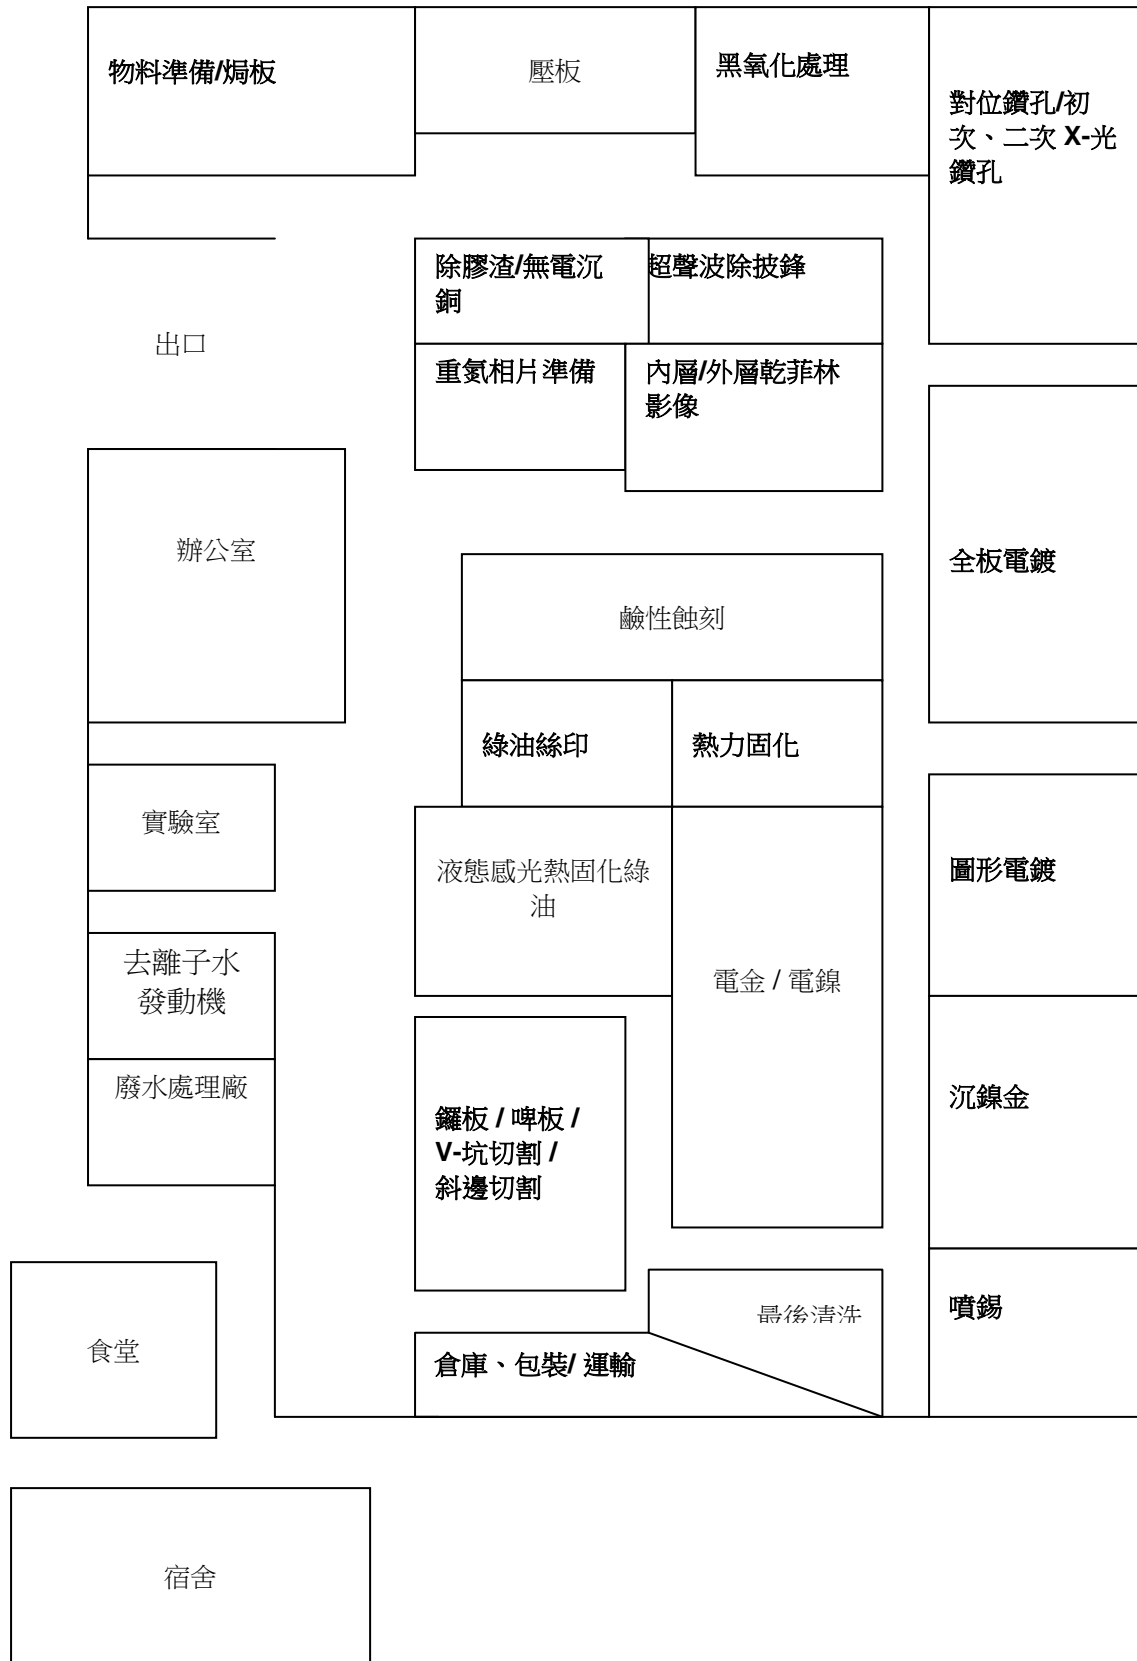 物料準備/焗板
壓板
黑氧化處理
對位鑽孔/初
次、二次 X-光
鑽孔
除膠渣/無電沉
銅
超聲波除披鋒
出口
重氮相片準備
內層/外層乾菲林
影像
辦公室
全板電鍍
鹼性蝕刻
綠油絲印
熱力固化
實驗室
液態感光熱固化綠
油
圖形電鍍
去離子水
發動機
電金 / 電鎳
廢水處理廠
鑼板 / 啤板 /
V-坑切割 /
斜邊切割
沉鎳金
最後清洗
噴錫
食堂
倉庫、包裝/ 運輸
宿舍